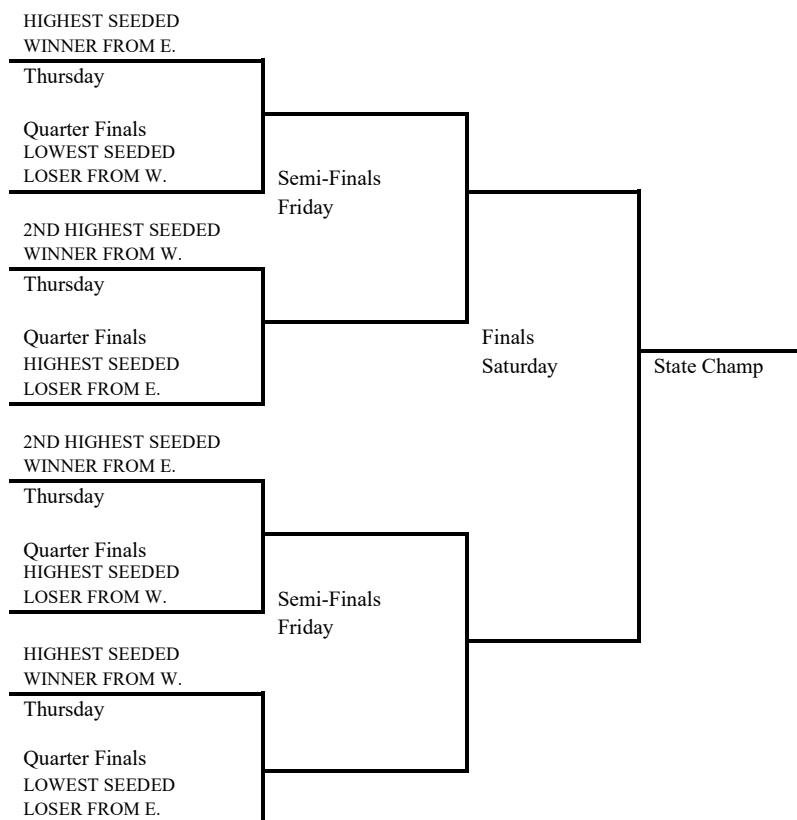 HIGHEST SEEDED
WINNER FROM E.
Thursday
Quarter Finals
LOWEST SEEDED
LOSER FROM W.
Semi-Finals
Friday
2ND HIGHEST SEEDED
WINNER FROM W.
Thursday
Quarter Finals
HIGHEST SEEDED
LOSER FROM E.
Finals
Saturday
State Champ
2ND HIGHEST SEEDED
WINNER FROM E.
Thursday
Quarter Finals
HIGHEST SEEDED
LOSER FROM W.
Semi-Finals
Friday
HIGHEST SEEDED
WINNER FROM W.
Thursday
Quarter Finals
LOWEST SEEDED
LOSER FROM E.